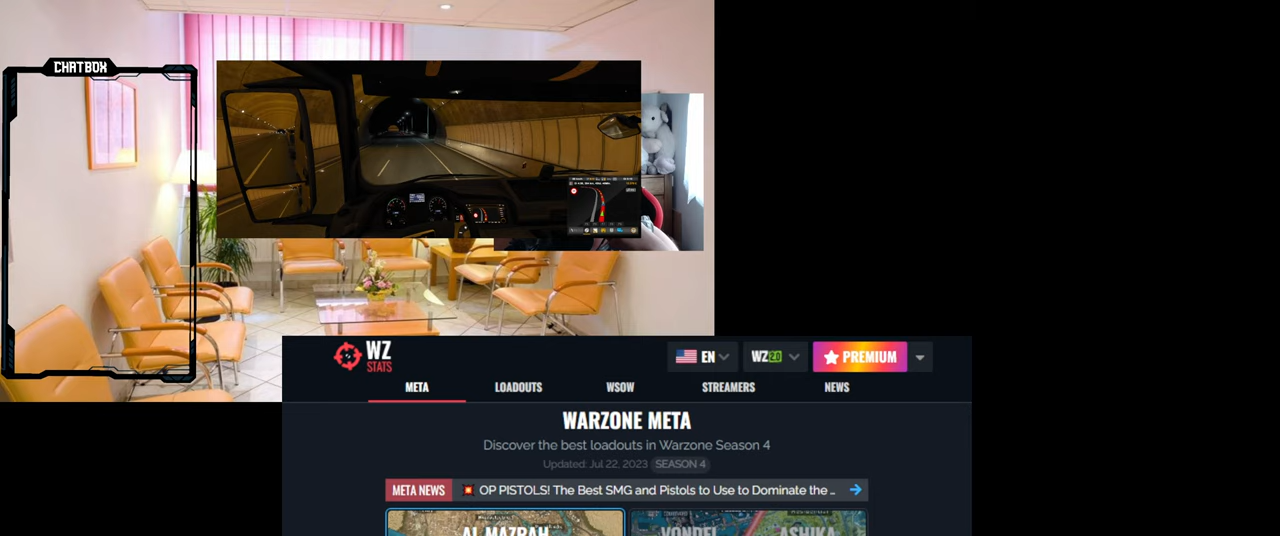 CHATBOX
WZ
STATS
EN
WZ 2.0
PREMIUM
META
LOADOUTS
WSOW
STREAMERS
NEWS
WARZONE META
Discover the best loadouts in Warzone Season 4
Updated: Jul 22, 2023 SEASON 4
META NEWS
OP PISTOLS! The Best SMG and Pistols to Use to Dominate the ...
AL MAZRAH
VONDEL
ASHIKA